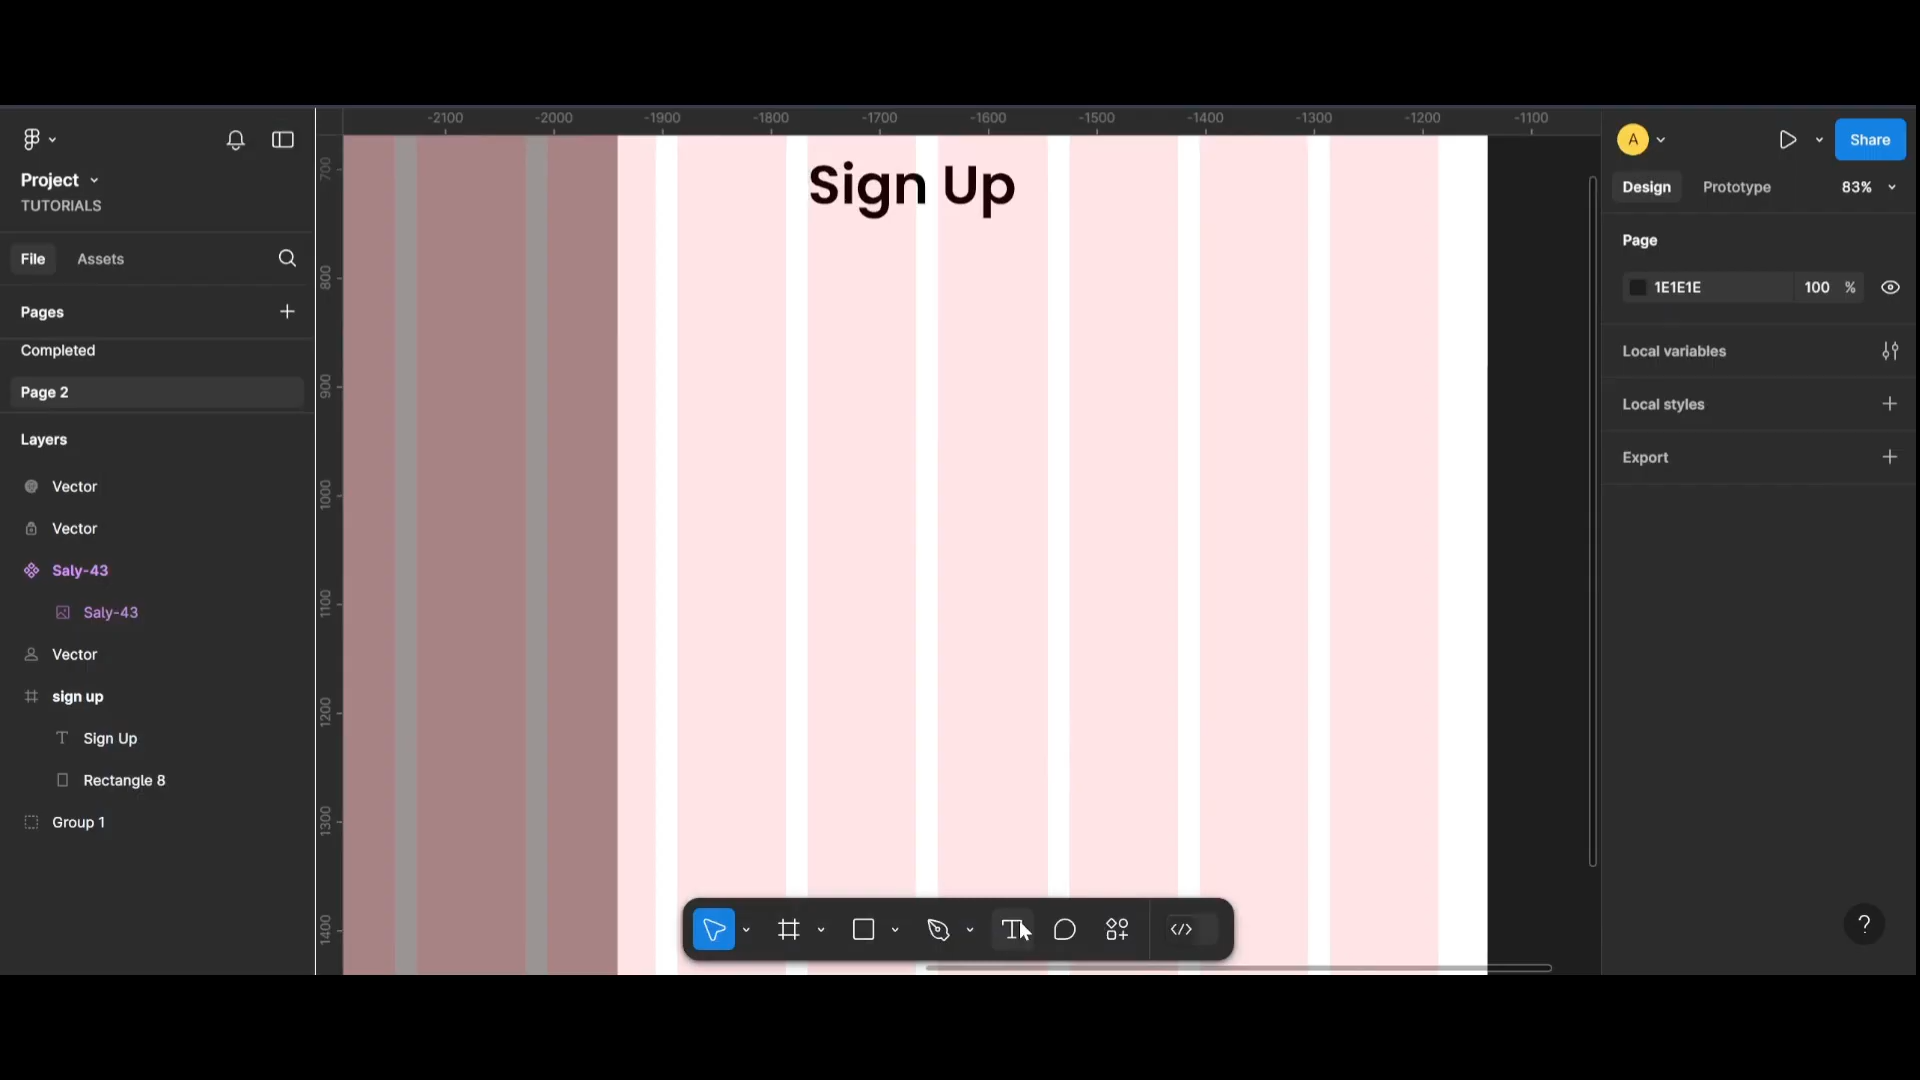 -2100 -2000 -1900 -1800 -1700 -1600 -1500 -1400 -1300 -1200 -1100
A
Share
Project
TUTORIALS
Design Prototype 83%
File Assets
Pages
Completed
Page 2
Layers
Vector
Vector
Saly-43
Saly-43
Vector
sign up
Sign Up
Rectangle 8
Group 1
700
800
900
1000
1100
1200
1300
1400
Sign Up
Page
1E1E1E 100 %
Local variables
Local styles
Export
?